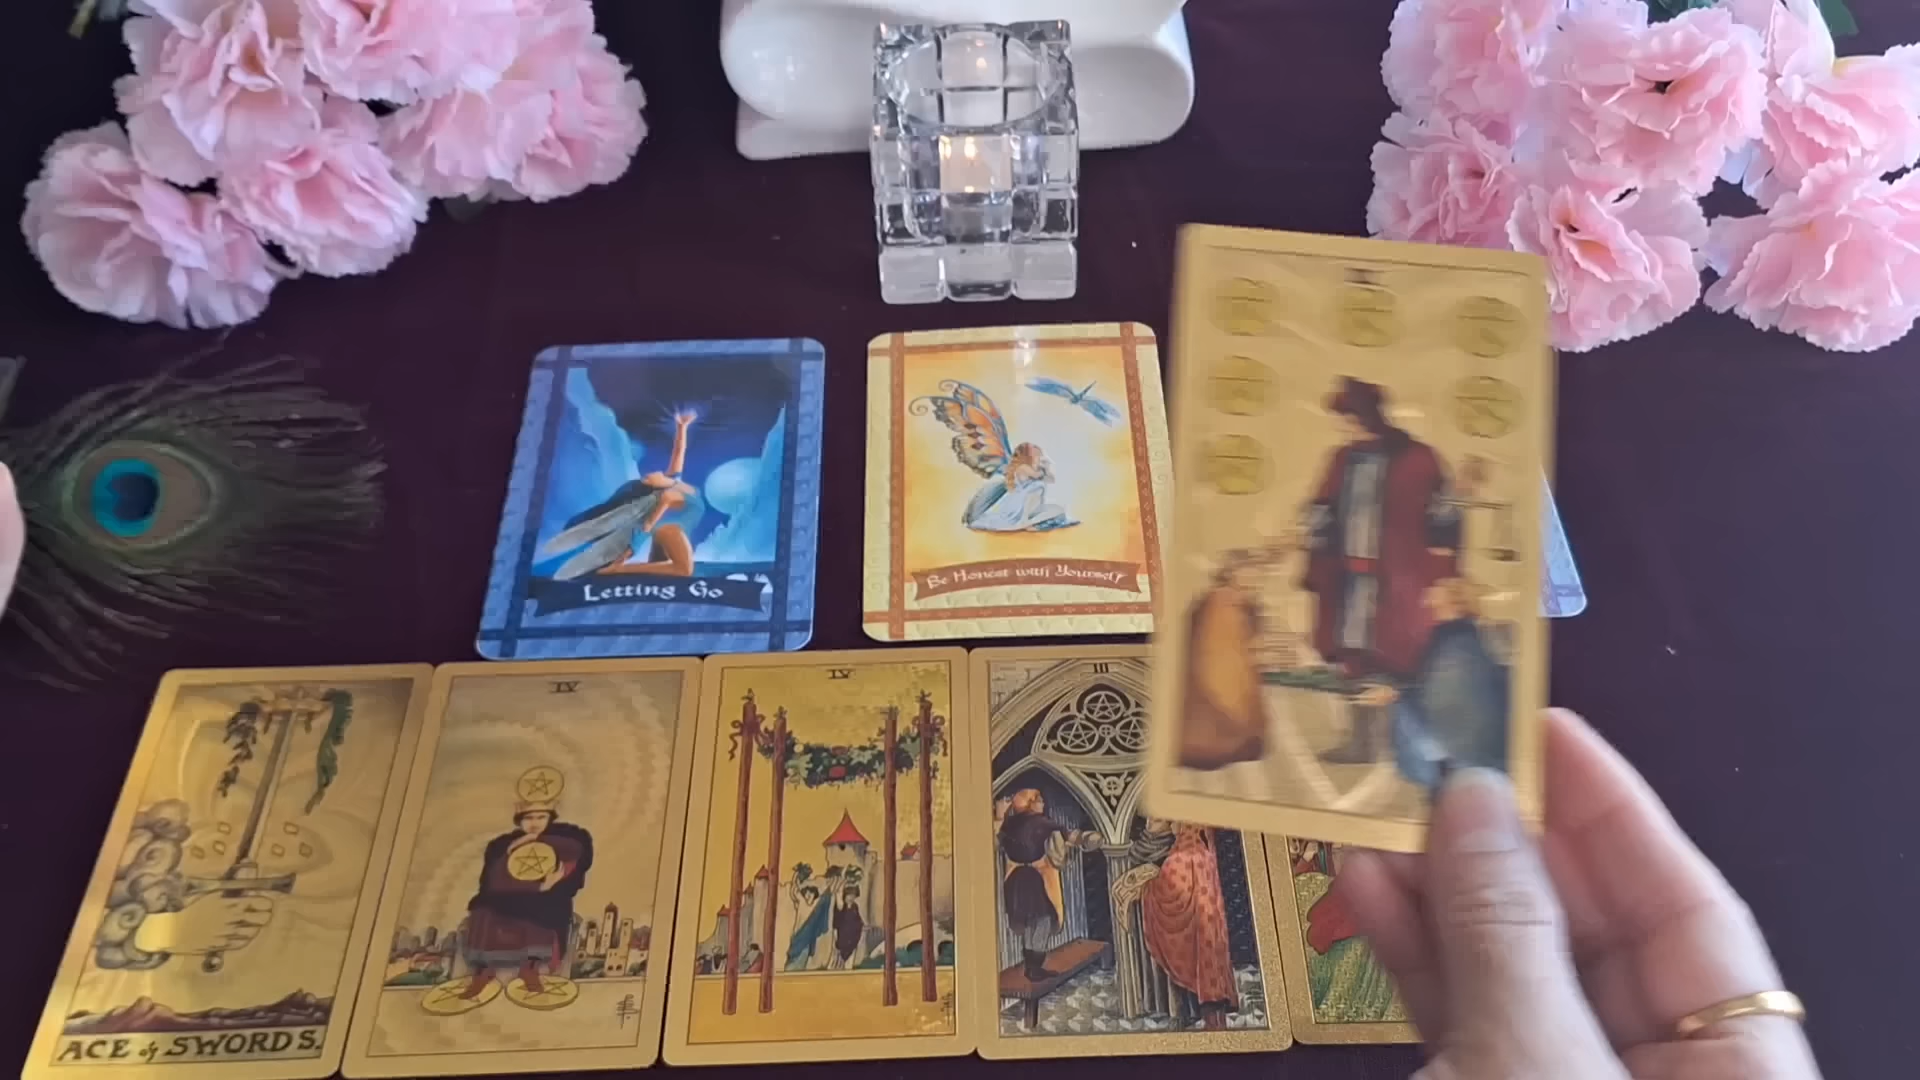 Letting Go
Be Honest with Yourself
IV
IV
III
ACE of SWORDS.